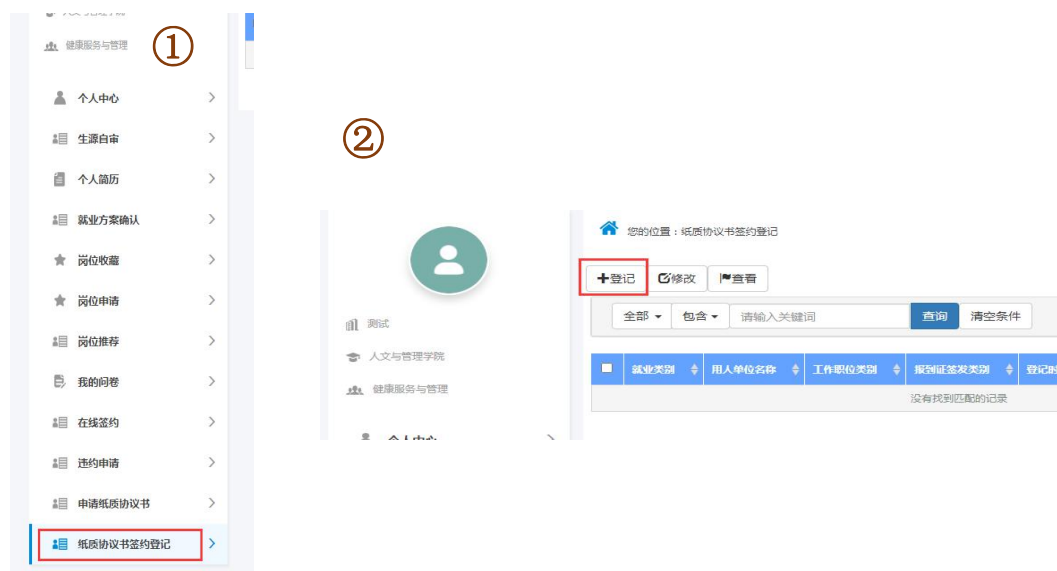 健康服务与管理
①
个人中心
生源自审
个人简历
就业方案确认
岗位收藏
岗位申请
岗位推荐
我的问卷
在线签约
违约申请
申请纸质协议书
纸质协议书签约登记
②
测试
人文与管理学院
健康服务与管理
个人中心
您的位置：纸质协议书签约登记
登记 修改 查看
全部 包含 请输入关键词 查询 清空条件
就业类别 用人单位名称 工作职位类别 报到证签发类别 登记时
没有找到匹配的记录